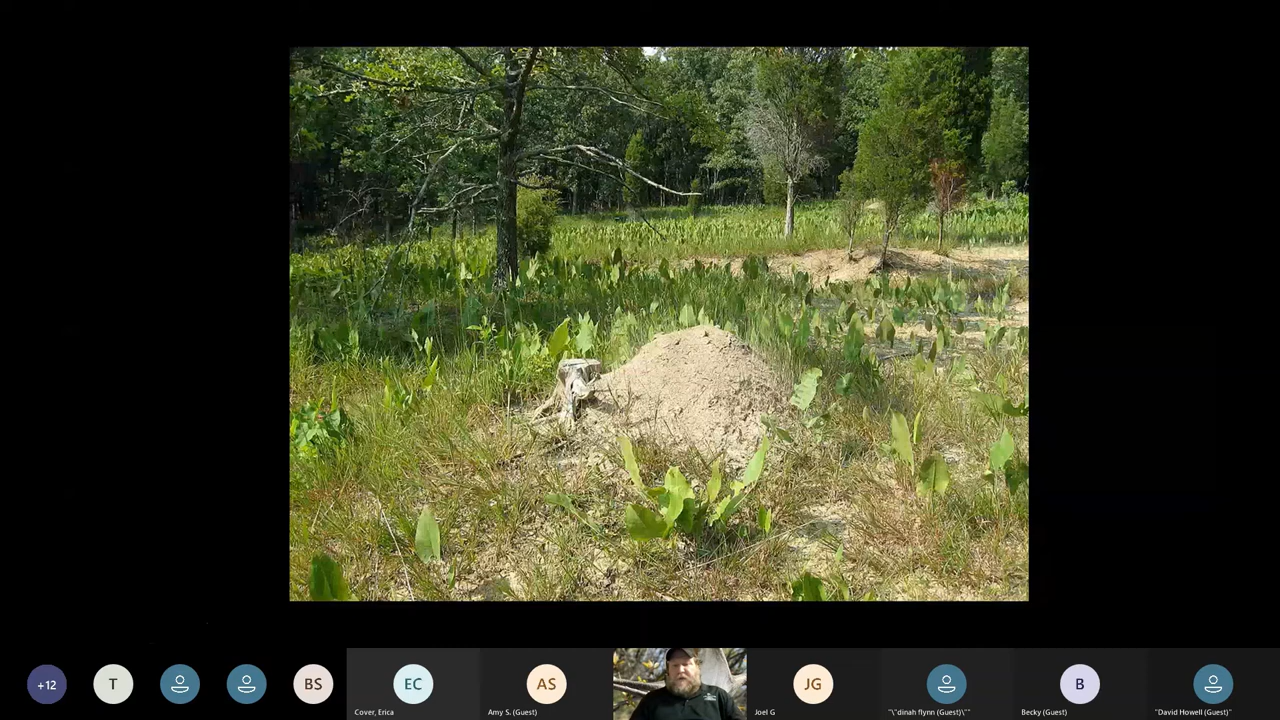 +12
T
BS
EC
AS
JG
B
Cover, Erica
Amy S. (Guest)
Joel G
"\"dinah flynn (Guest)\""
Becky (Guest)
"David Howell (Guest)"